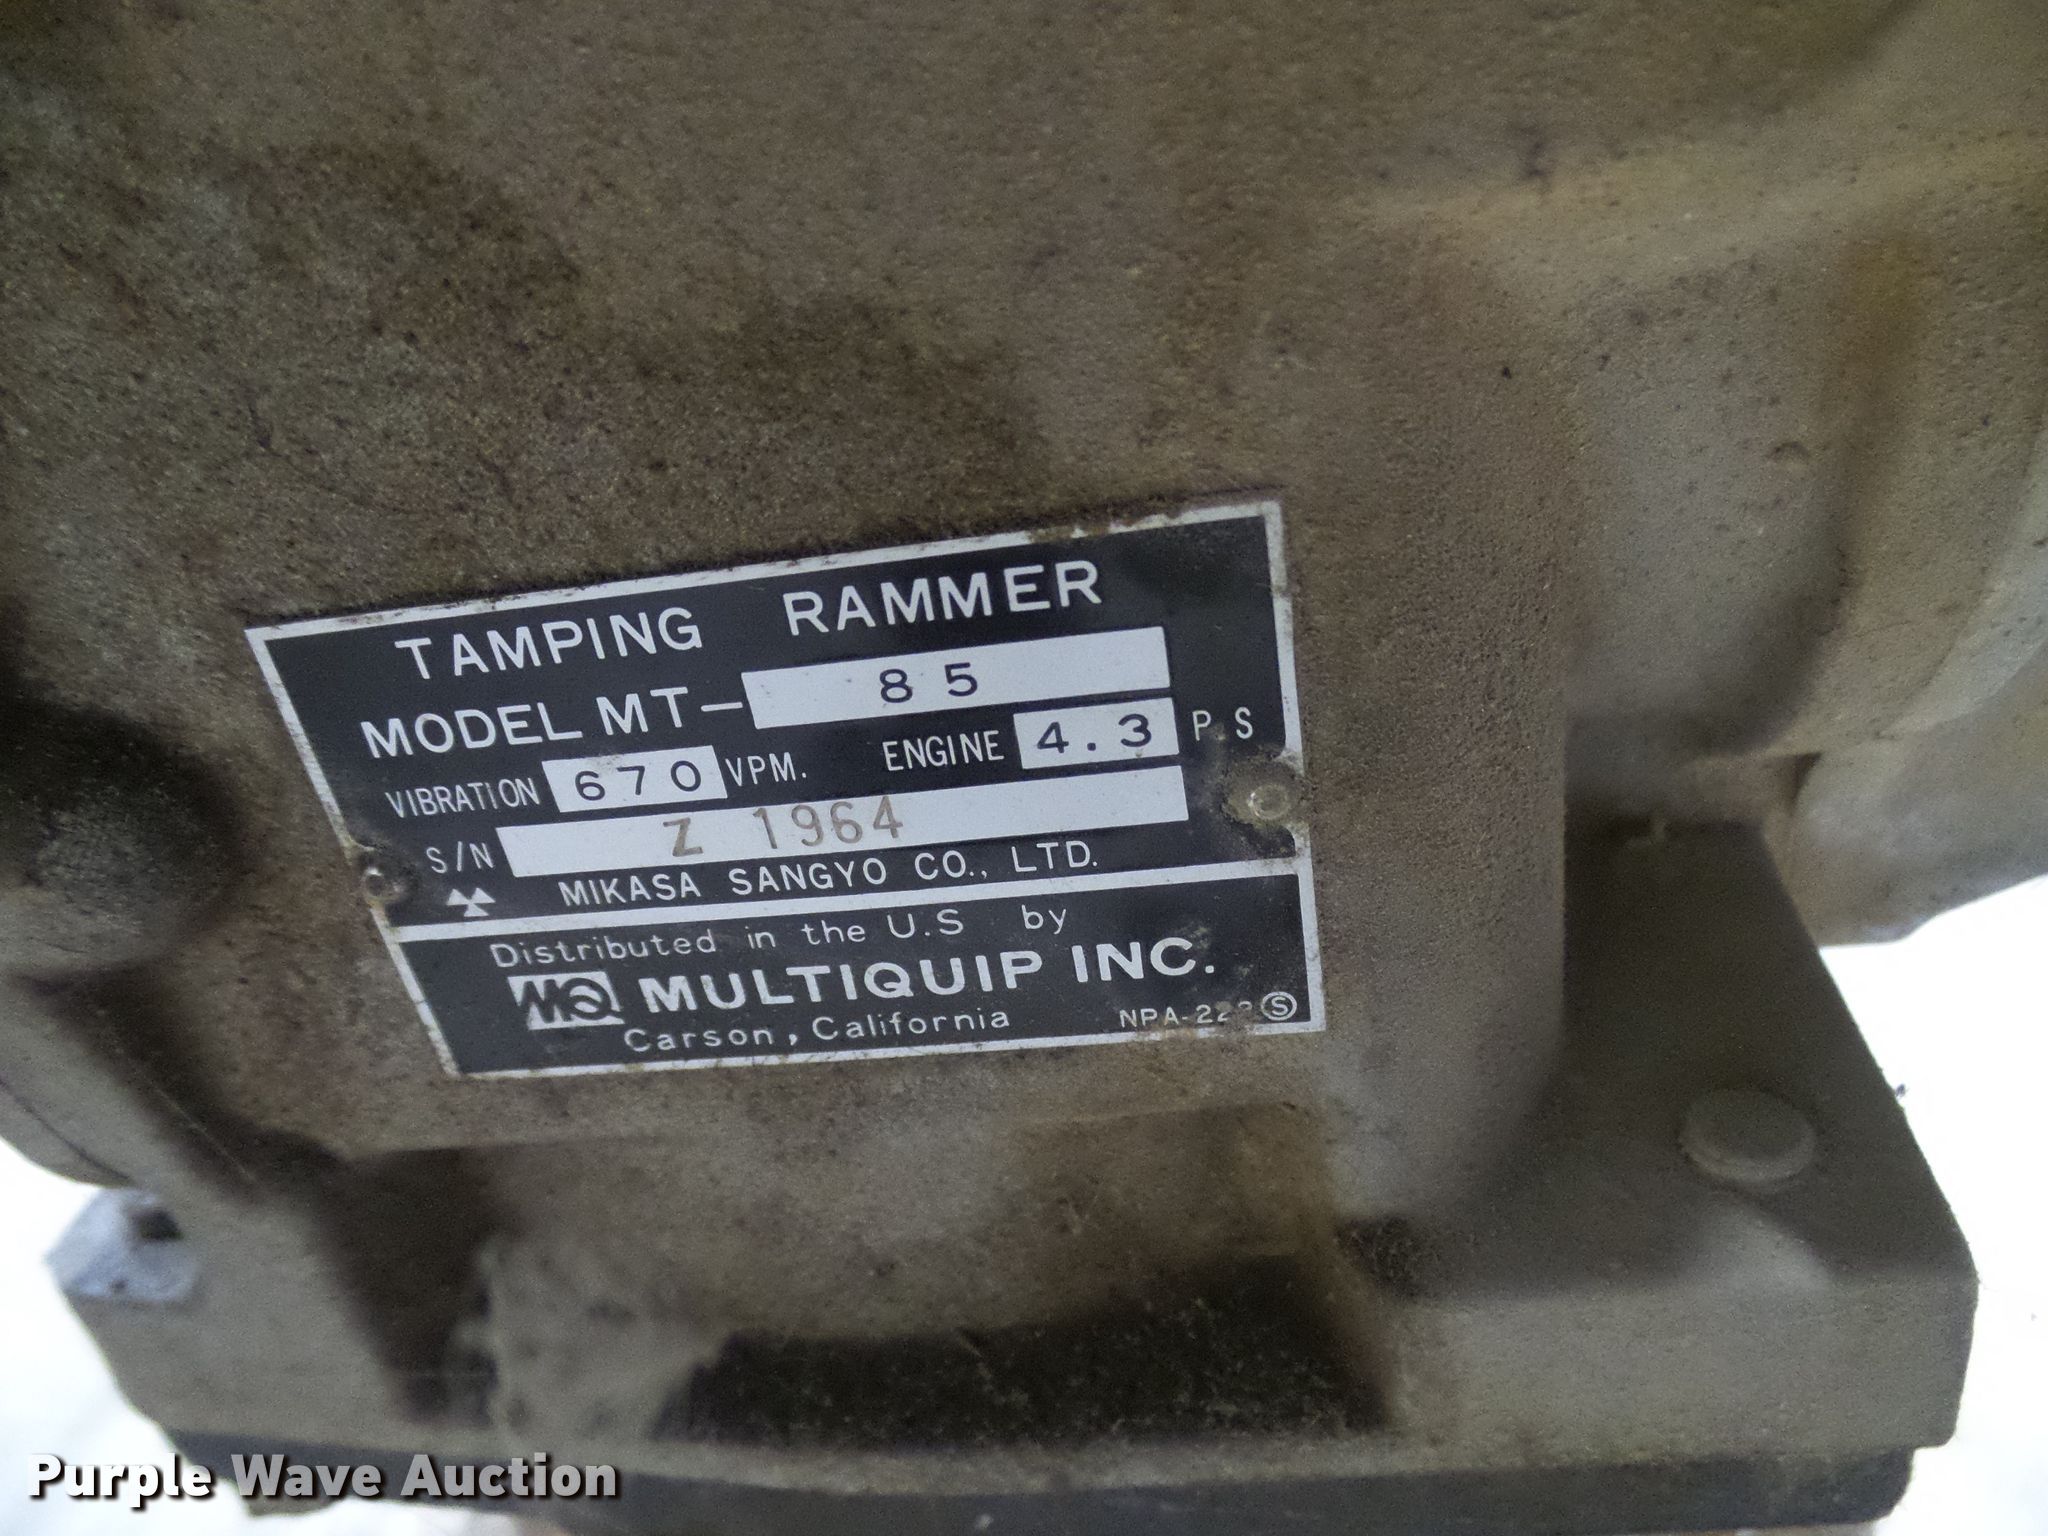 TAMPING RAMMER
MODEL MT- 85
VIBRATION 670 VPM. ENGINE 4.3 P.S
S/N Z 1964
MIKASA SANGYO CO., LTD.
Distributed in the U.S by
MQ MULTIQUIP INC.
Carson, California
Purple Wave Auction